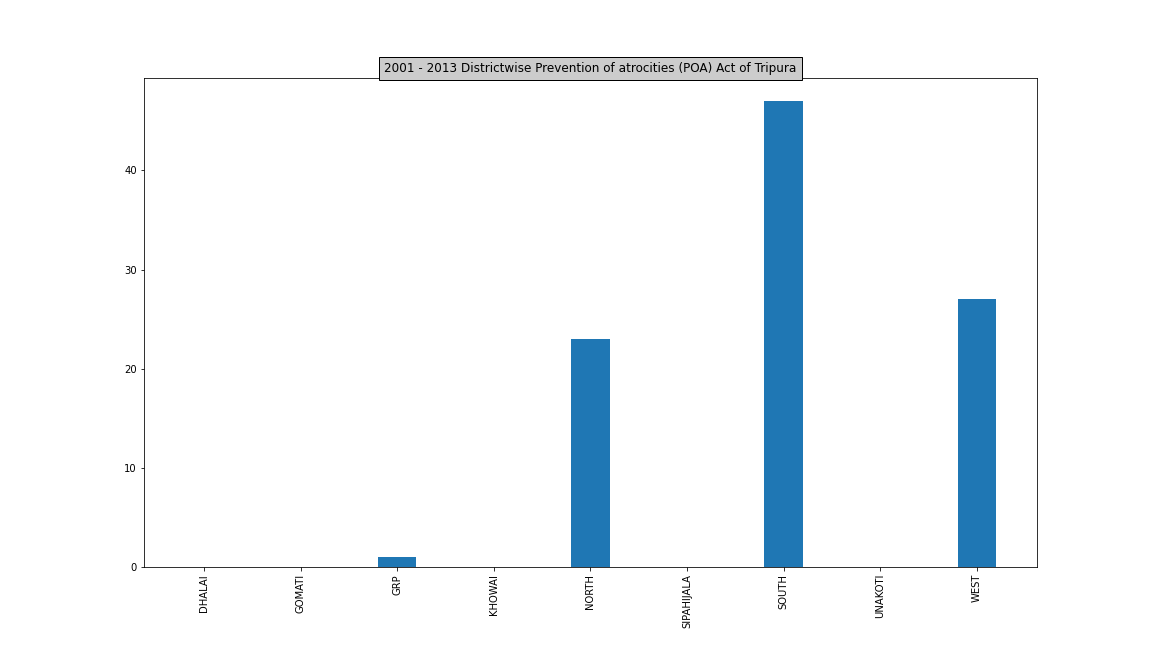 2001 - 2013 Districtwise Prevention of atrocities (POA) Act of Tripura
40
30
20
10
0
DHALAI
GOMATI
GRP
KHOWAI
NORTH
SIPAHIJALA
SOUTH
UNAKOTI
WEST